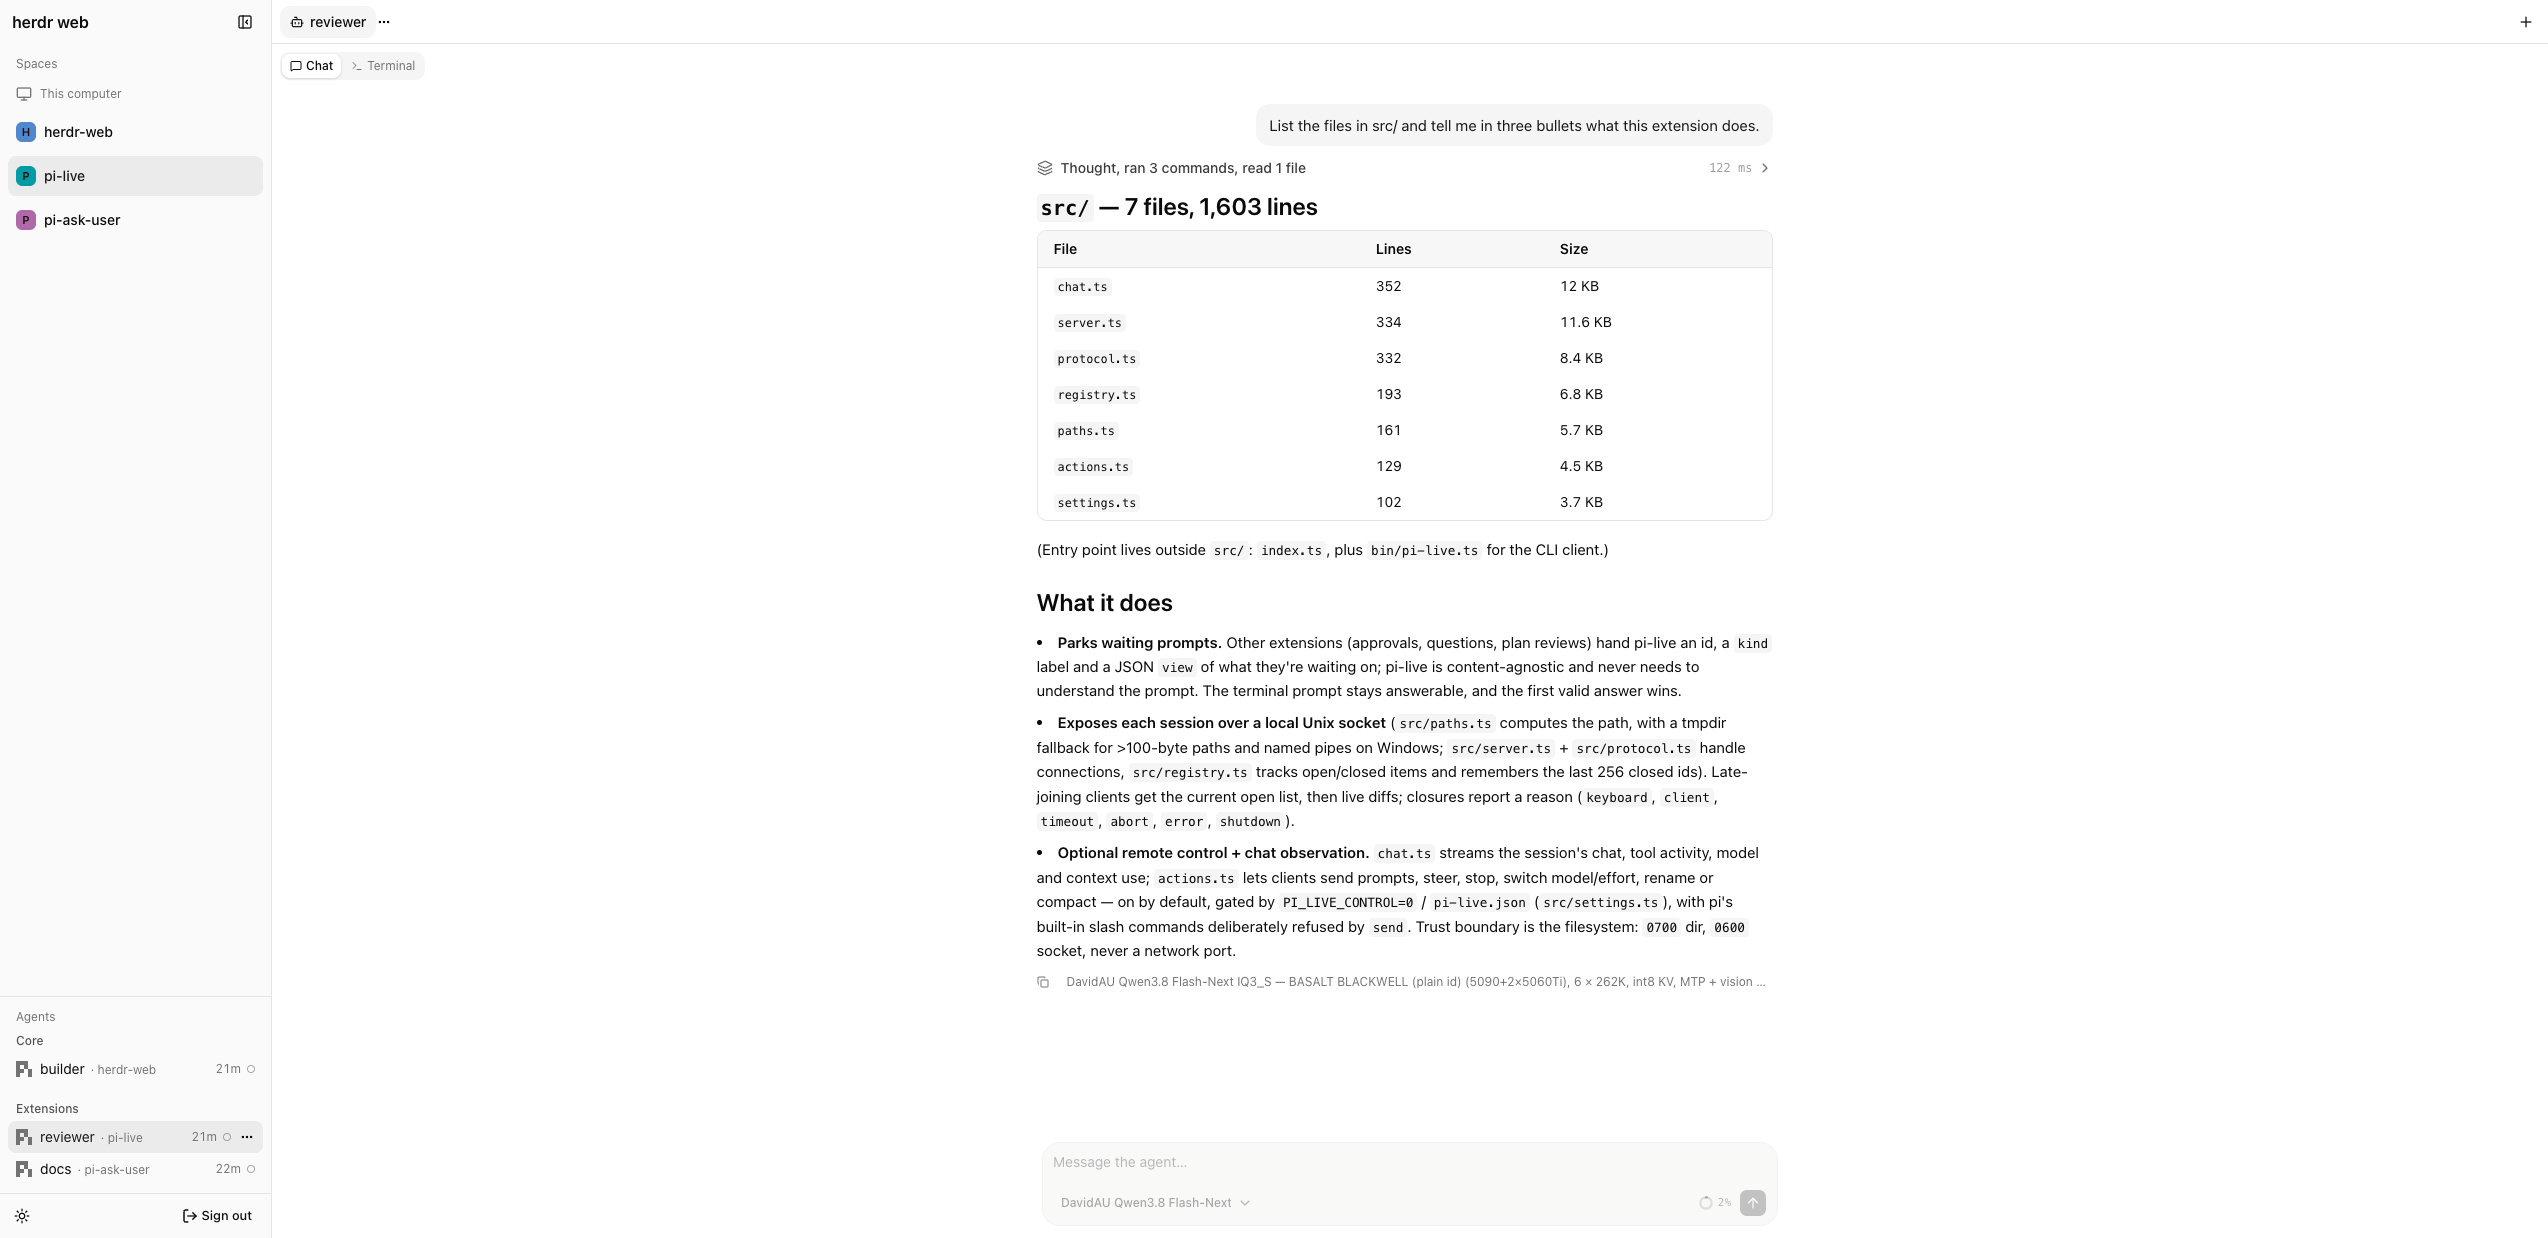 herdr web
Spaces
This computer
H herdr-web
P pi-live
P pi-ask-user
Agents
Core
builder · herdr-web 21m
Extensions
reviewer · pi-live 21m
docs · pi-ask-user 22m
Sign out
reviewer
Chat
Terminal
List the files in src/ and tell me in three bullets what this extension does.
Thought, ran 3 commands, read 1 file 122 ms
src/ — 7 files, 1,603 lines
File Lines Size
chat.ts 352 12 KB
server.ts 334 11.6 KB
protocol.ts 332 8.4 KB
registry.ts 193 6.8 KB
paths.ts 161 5.7 KB
actions.ts 129 4.5 KB
settings.ts 102 3.7 KB
(Entry point lives outside src/ : index.ts , plus bin/pi-live.ts for the CLI client.)
What it does
• Parks waiting prompts. Other extensions (approvals, questions, plan reviews) hand pi-live an id, a kind
label and a JSON view of what they're waiting on; pi-live is content-agnostic and never needs to
understand the prompt. The terminal prompt stays answerable, and the first valid answer wins.
• Exposes each session over a local Unix socket ( src/paths.ts computes the path, with a tmpdir
fallback for >100-byte paths and named pipes on Windows; src/server.ts + src/protocol.ts handle
connections, src/registry.ts tracks open/closed items and remembers the last 256 closed ids). Late-
joining clients get the current open list, then live diffs; closures report a reason ( keyboard , client ,
timeout , abort , error , shutdown ).
• Optional remote control + chat observation. chat.ts streams the session's chat, tool activity, model
and context use; actions.ts lets clients send prompts, steer, stop, switch model/effort, rename or
compact — on by default, gated by PI_LIVE_CONTROL=0 / pi-live.json ( src/settings.ts ), with pi's
built-in slash commands deliberately refused by send . Trust boundary is the filesystem: 0700 dir, 0600
socket, never a network port.
DavidAU Qwen3.8 Flash-Next IQ3_S — BASALT BLACKWELL (plain id) (5090+2×5060Ti), 6 × 262K, int8 KV, MTP + vision ...
Message the agent...
DavidAU Qwen3.8 Flash-Next 2%